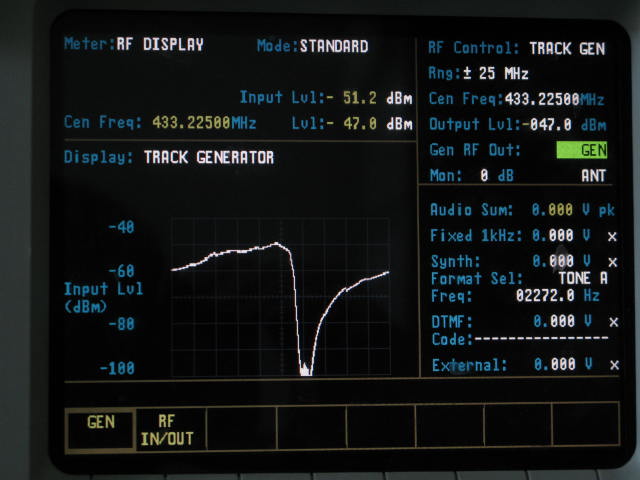 Meter:RF DISPLAY Mode:STANDARD
Input Lvl:- 51.2 dBm
Cen Freq: 433.22500MHz Lvl:- 47.0 dBm
Display: TRACK GENERATOR
-40
-60
Input Lvl
(dBm)
-80
-100
RF Control: TRACK GEN
Rng:± 25 MHz
Cen Freq:433.22500MHz
Output Lvl:-047.0 dBm
Gen RF Out: GEN
Mon: 0 dB ANT
Audio Sum: 0.000 V pk
Fixed 1kHz: 0.000 V x
Synth: 0.000 V x
Format Sel: TONE A
Freq: 02272.0 Hz
DTMF: 0.000 V x
Code:----------------
External: 0.000 V x
GEN
RF
IN/OUT